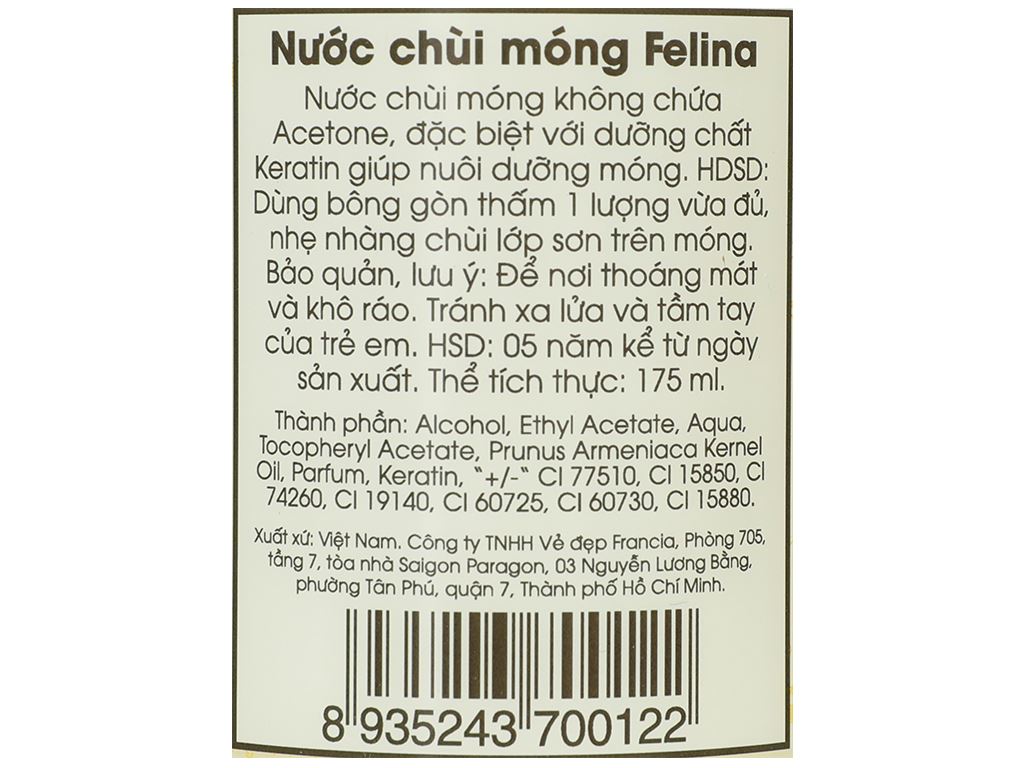 Nước chùi móng Felina
Nước chùi móng không chứa
Acetone, đặc biệt với dưỡng chất
Keratin giúp nuôi dưỡng móng. HDSD:
Dùng bông gòn thấm 1 lượng vừa đủ,
nhẹ nhàng chùi lớp sơn trên móng.
Bảo quản, lưu ý: Để nơi thoáng mát
và khô ráo. Tránh xa lửa và tầm tay
của trẻ em. HSD: 05 năm kể từ ngày
sản xuất. Thể tích thực: 175 ml.
Thành phần: Alcohol, Ethyl Acetate, Aqua,
Tocopheryl Acetate, Prunus Armeniaca Kernel
Oil, Parfum, Keratin, "+/-" CI 77510, CI 15850, CI
74260, CI 19140, CI 60725, CI 60730, CI 15880.
Xuất xứ: Việt Nam. Công ty TNHH Vẻ đẹp Francia, Phòng 705,
tầng 7, tòa nhà Saigon Paragon, 03 Nguyễn Lương Bằng,
phường Tân Phú, quận 7, Thành phố Hồ Chí Minh.
8 935243 700122